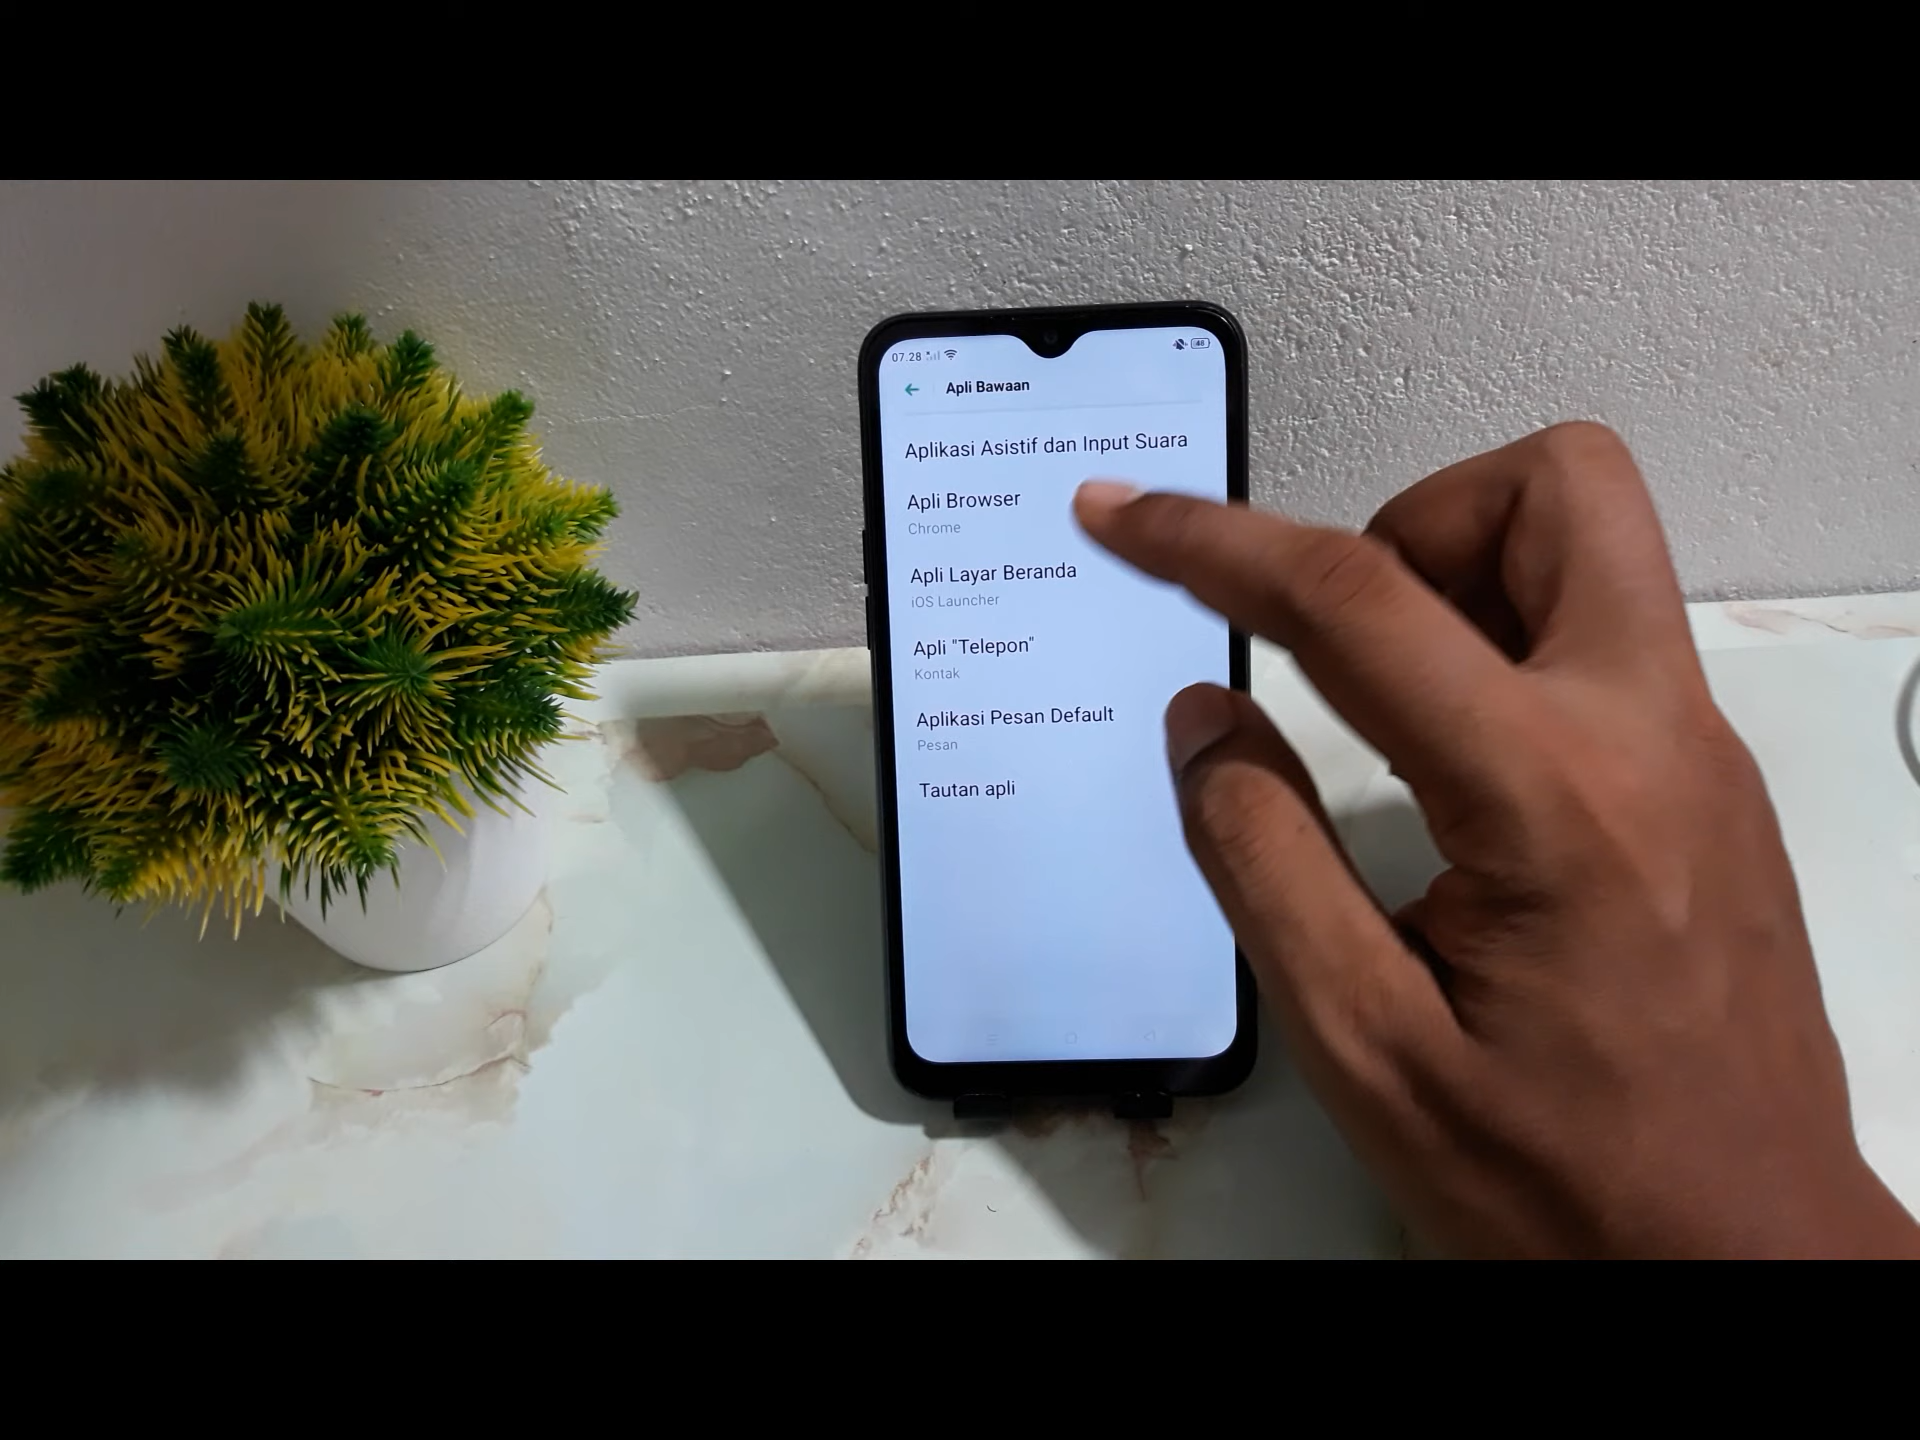 07.28
Apli Bawaan
Aplikasi Asistif dan Input Suara
Apli Browser
Chrome
Apli Layar Beranda
iOS Launcher
Apli "Telepon"
Kontak
Aplikasi Pesan Default
Pesan
Tautan apli